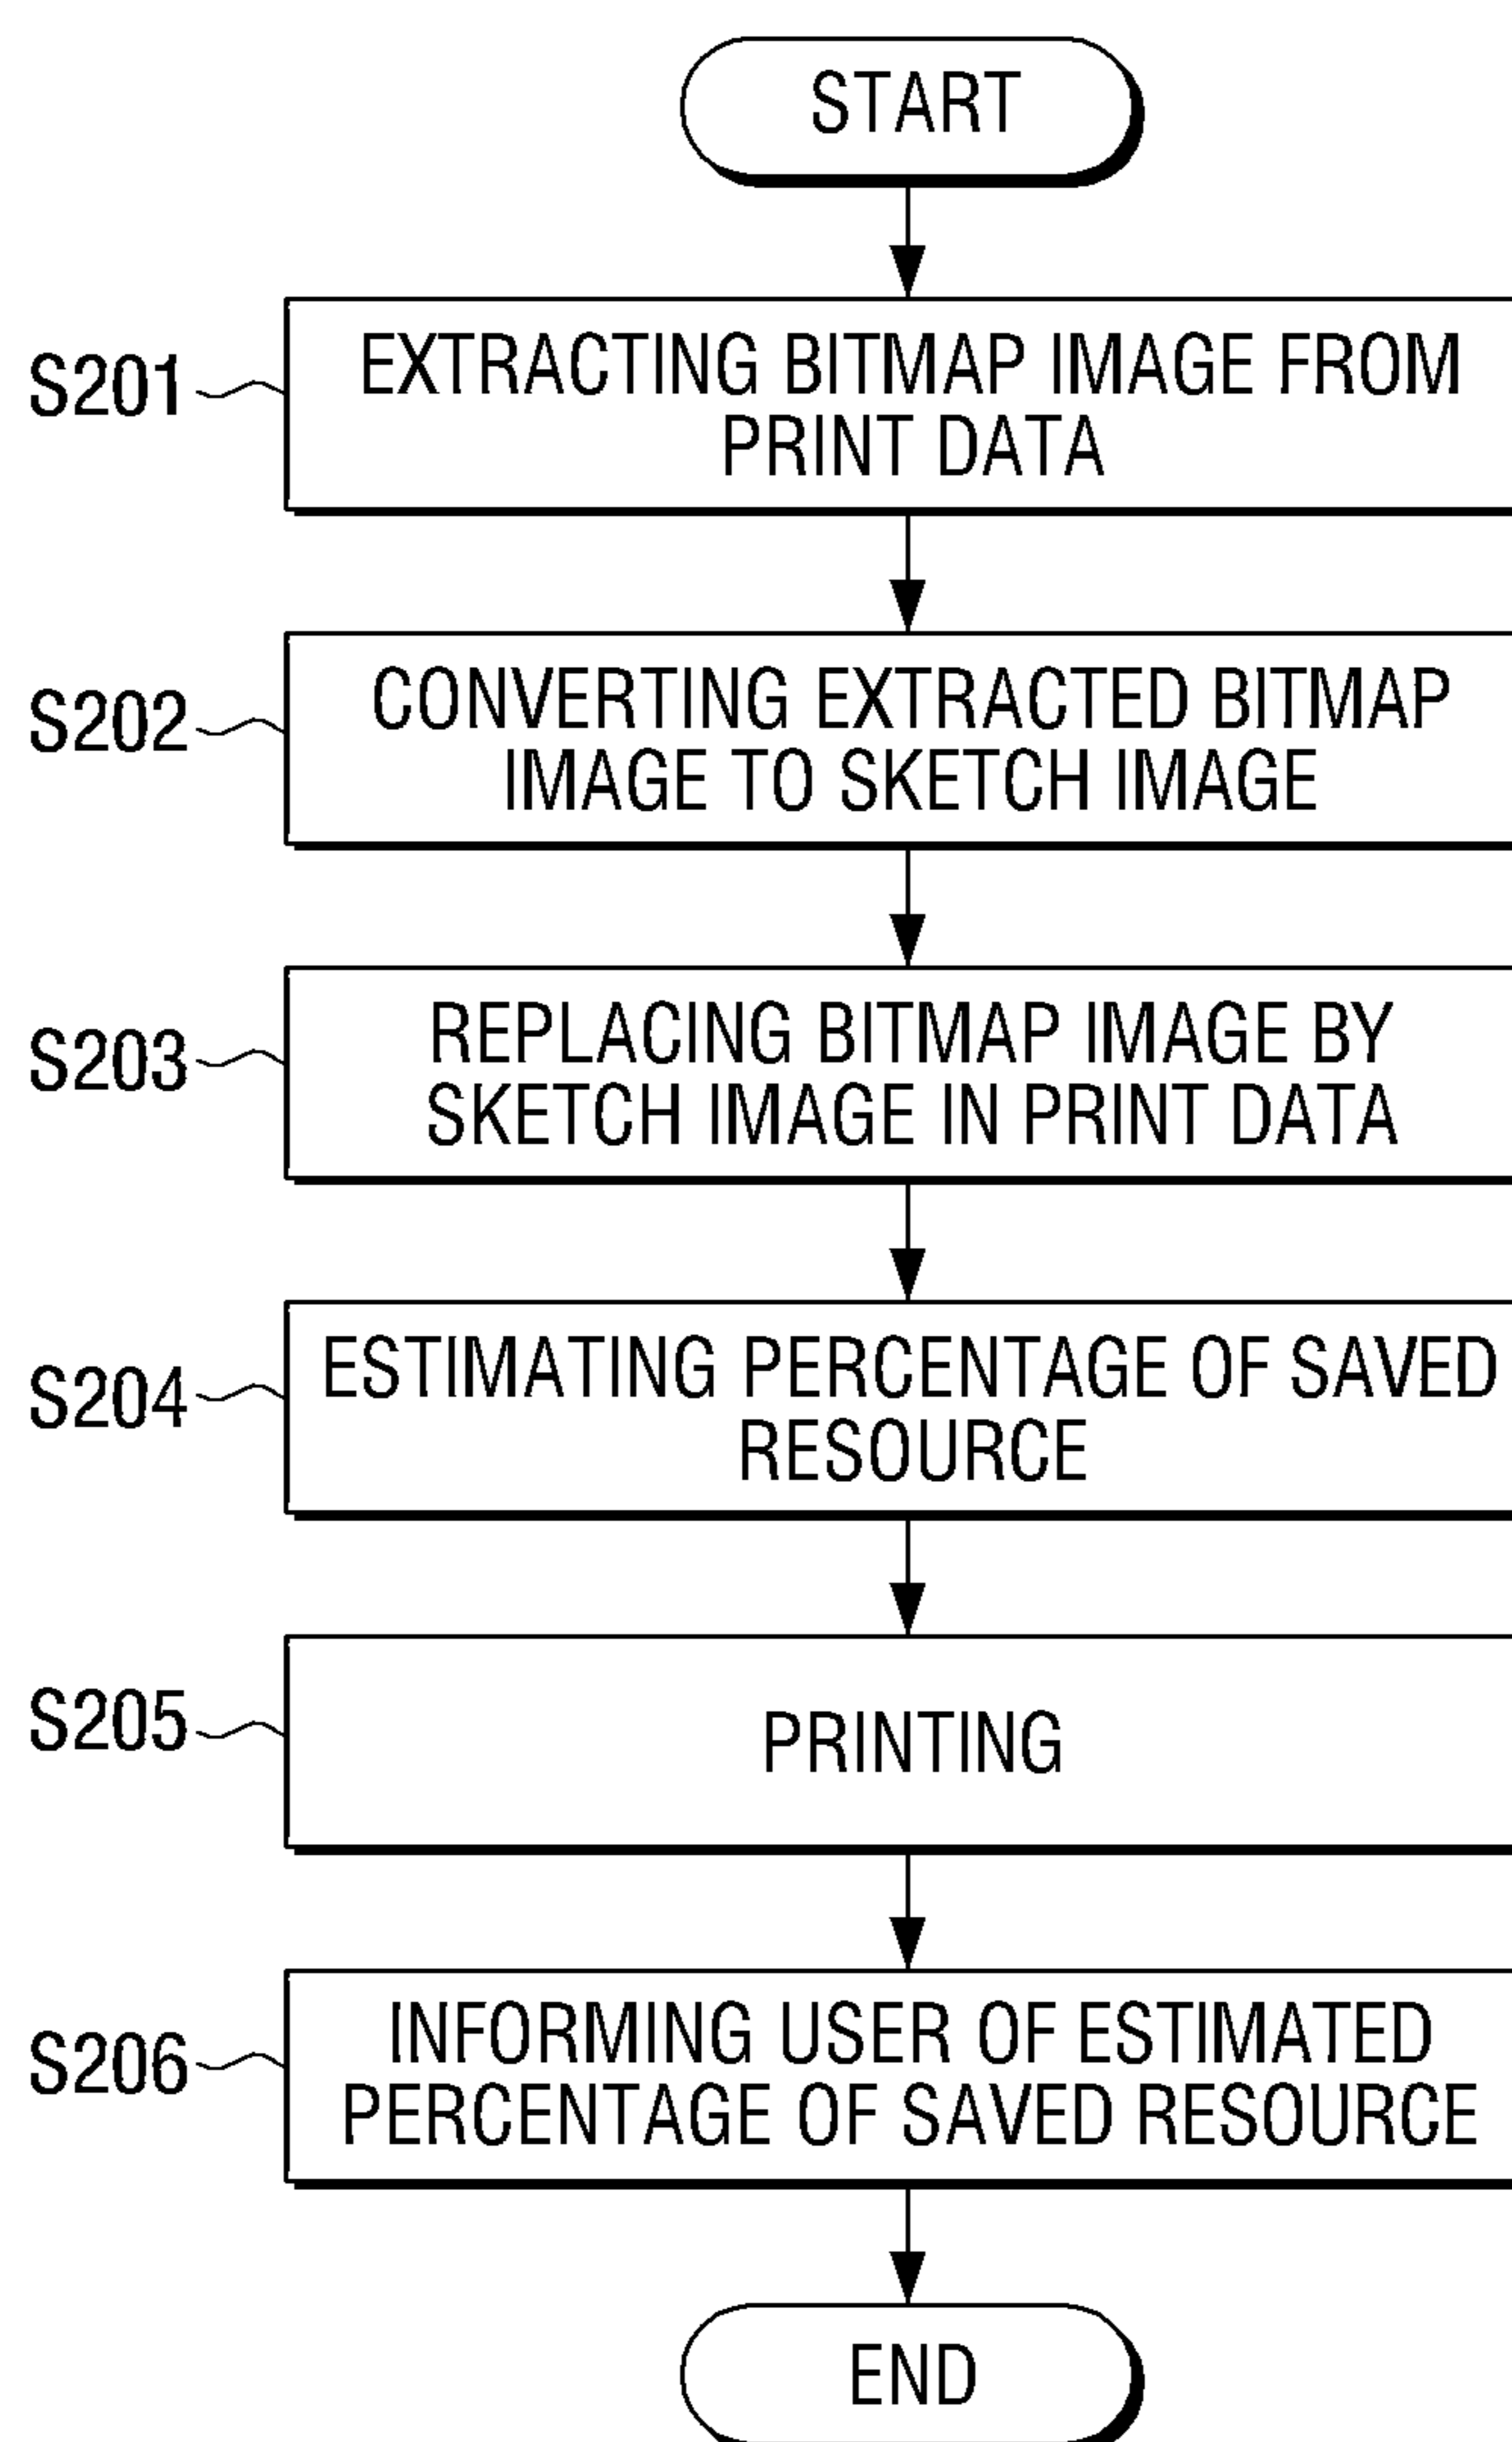 START
S201
EXTRACTING BITMAP IMAGE FROM
PRINT DATA
S202
CONVERTING EXTRACTED BITMAP
IMAGE TO SKETCH IMAGE
S203
REPLACING BITMAP IMAGE BY
SKETCH IMAGE IN PRINT DATA
S204
ESTIMATING PERCENTAGE OF SAVED
RESOURCE
S205
PRINTING
S206
INFORMING USER OF ESTIMATED
PERCENTAGE OF SAVED RESOURCE
END